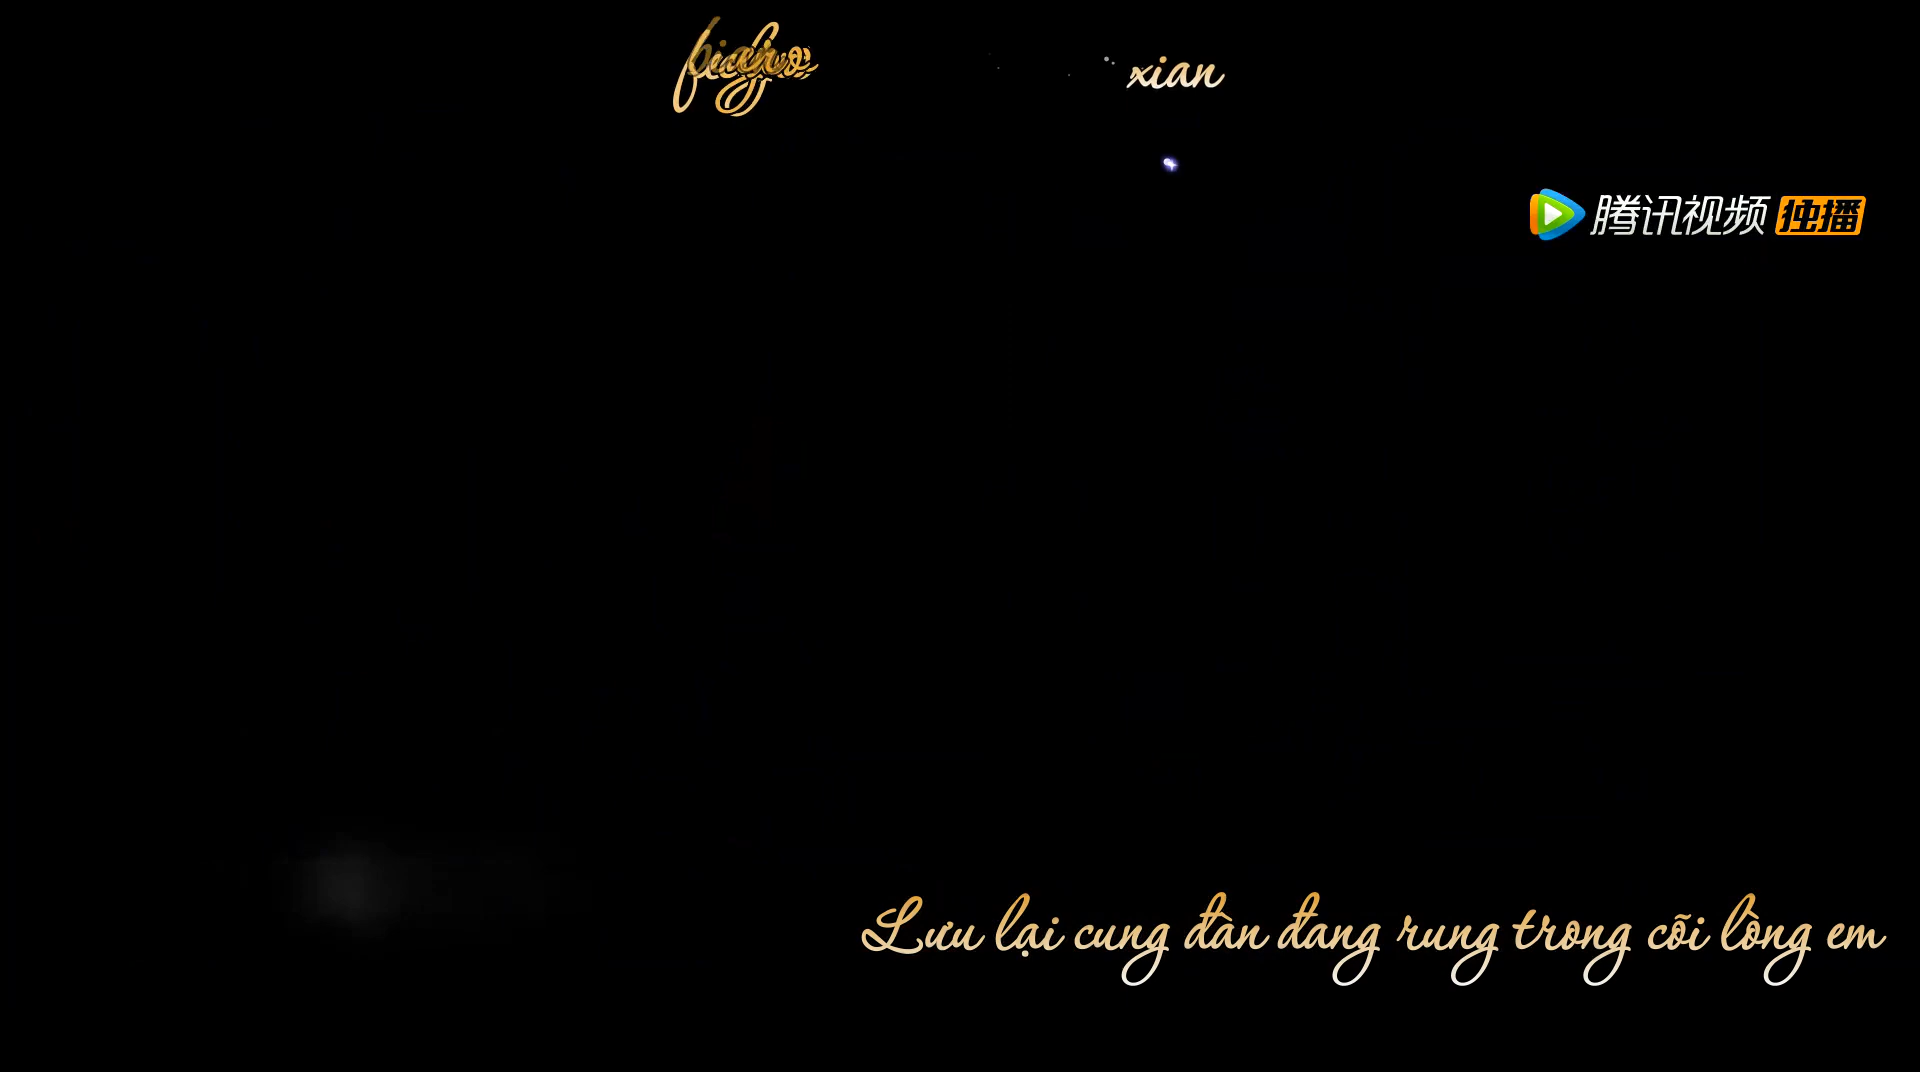 xian
腾讯视频 独播
Lưu lại cung đàn đang rung trong cõi lòng em